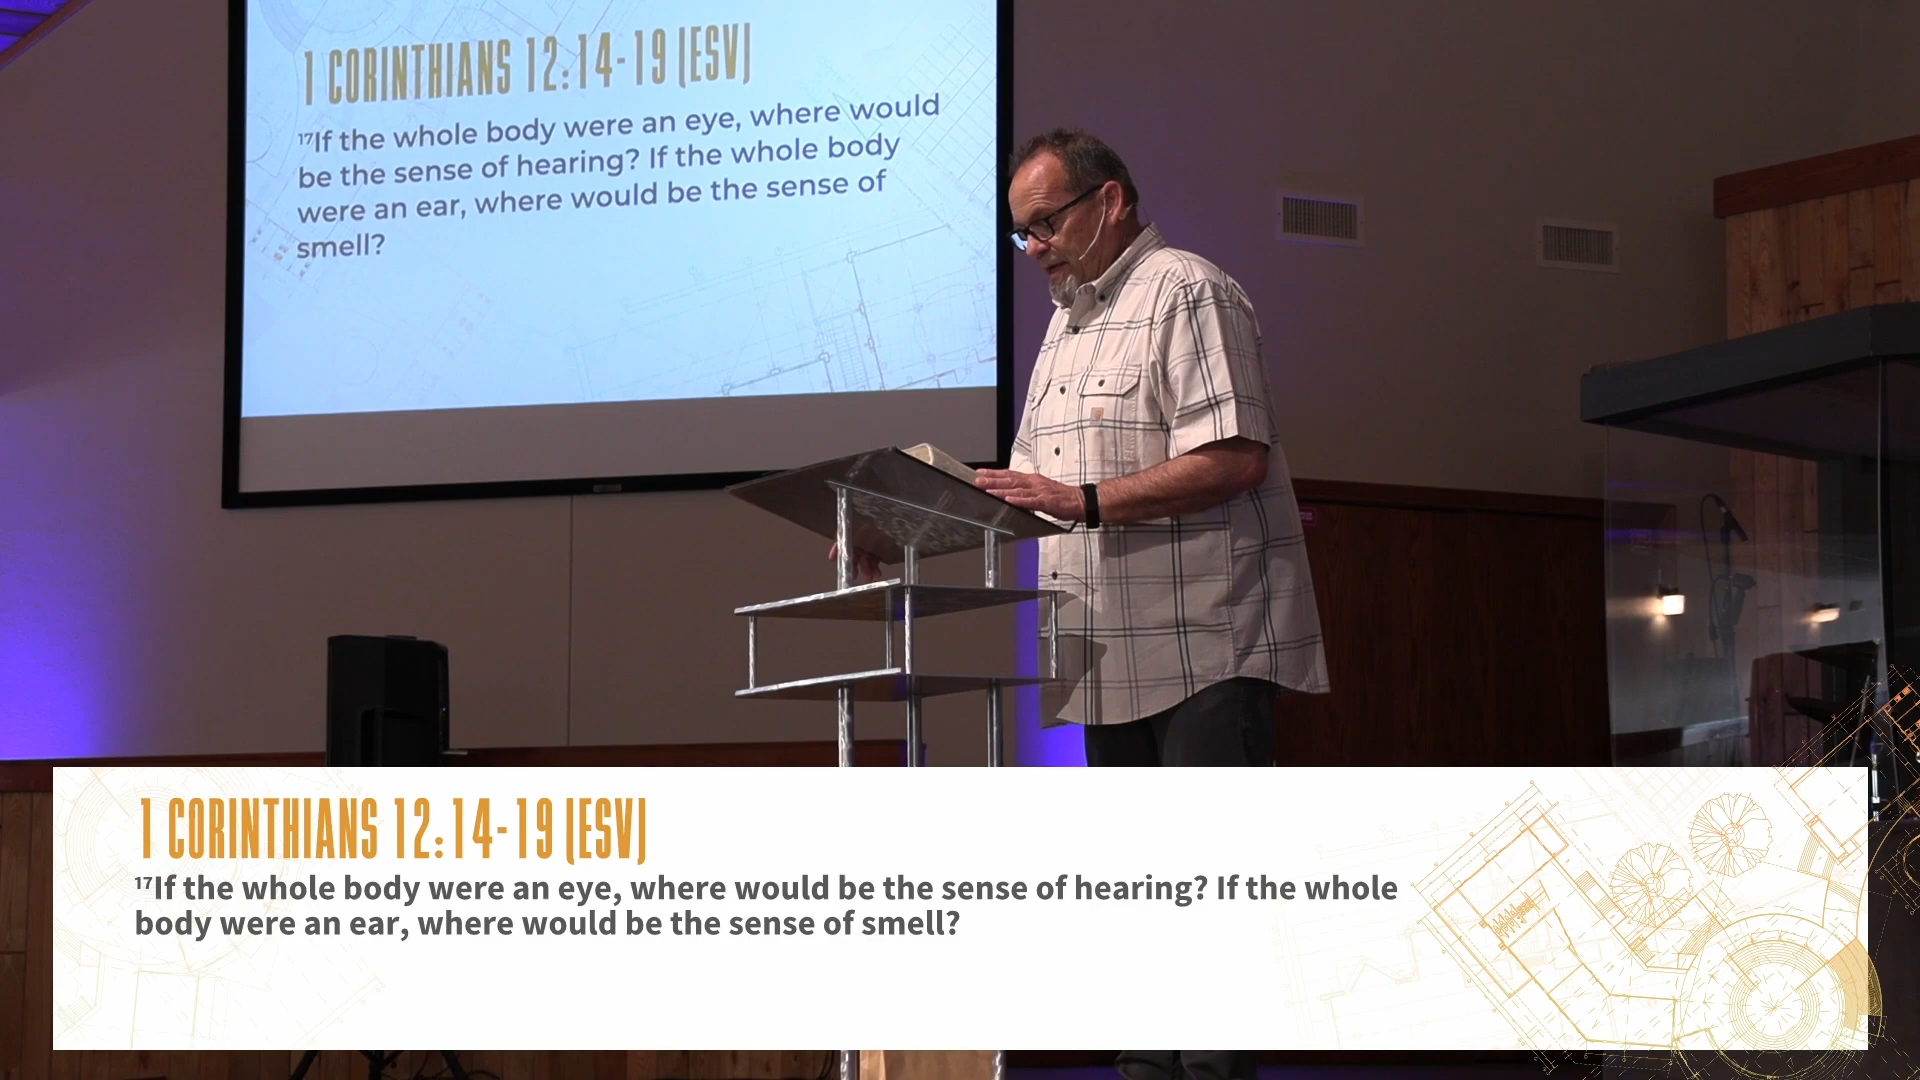 1 CORINTHIANS 12:14-19 (ESV)
17If the whole body were an eye, where would
be the sense of hearing? If the whole body
were an ear, where would be the sense of
smell?
1 CORINTHIANS 12:14-19 (ESV)
17If the whole body were an eye, where would be the sense of hearing? If the whole
body were an ear, where would be the sense of smell?